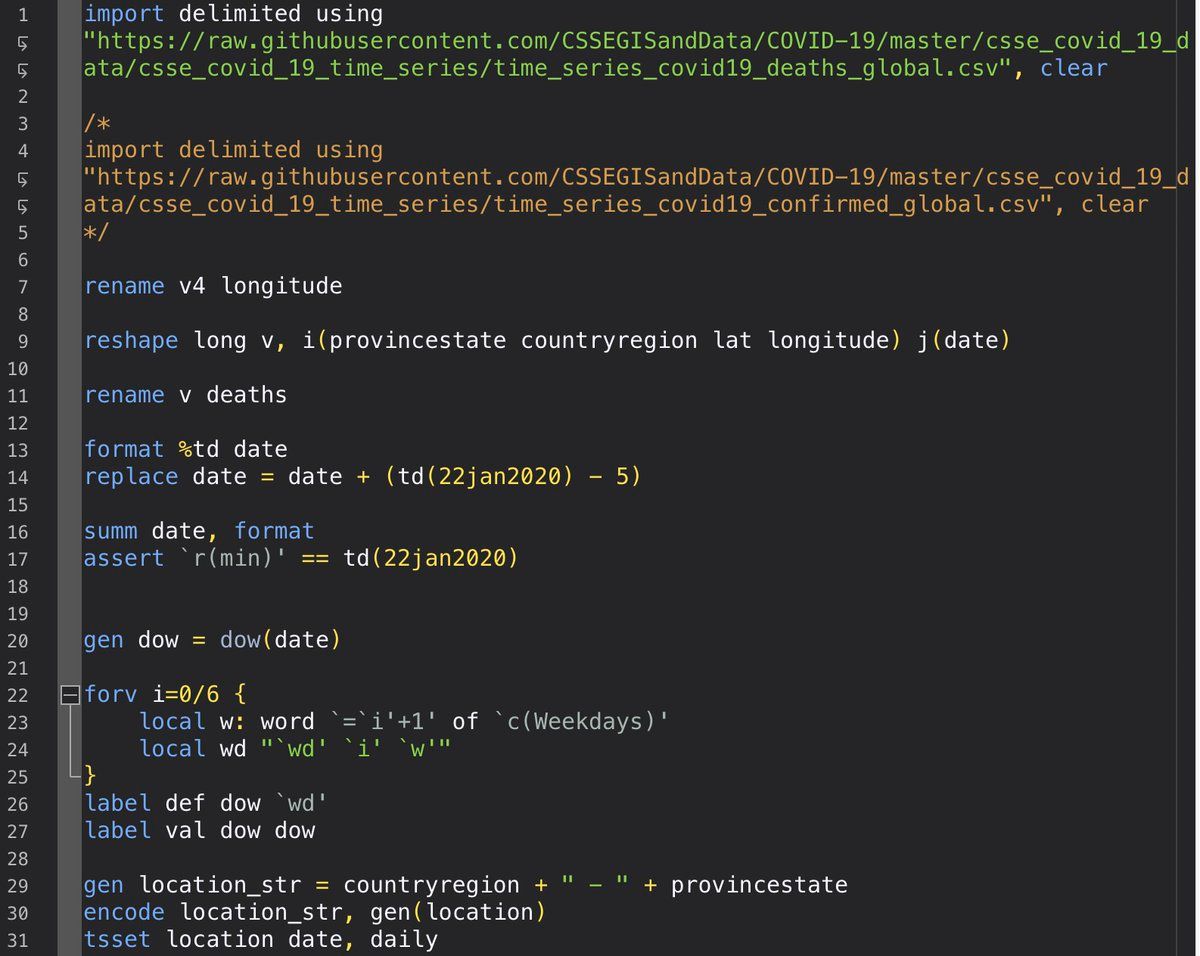 1 import delimited using
"https://raw.githubusercontent.com/CSSEGISandData/COVID-19/master/csse_covid_19_d
ata/csse_covid_19_time_series/time_series_covid19_deaths_global.csv", clear
2
3 /*
4 import delimited using
"https://raw.githubusercontent.com/CSSEGISandData/COVID-19/master/csse_covid_19_d
ata/csse_covid_19_time_series/time_series_covid19_confirmed_global.csv", clear
5 */
6
7 rename v4 longitude
8
9 reshape long v, i(provincestate countryregion lat longitude) j(date)
10
11 rename v deaths
12
13 format %td date
14 replace date = date + (td(22jan2020) - 5)
15
16 summ date, format
17 assert `r(min)' == td(22jan2020)
18
19
20 gen dow = dow(date)
21
22 forv i=0/6 {
23     local w: word `=`i'+1' of `c(Weekdays)'
24     local wd "`wd' `i' `w'"
25 }
26 label def dow `wd'
27 label val dow dow
28
29 gen location_str = countryregion + " - " + provincestate
30 encode location_str, gen(location)
31 tsset location date, daily